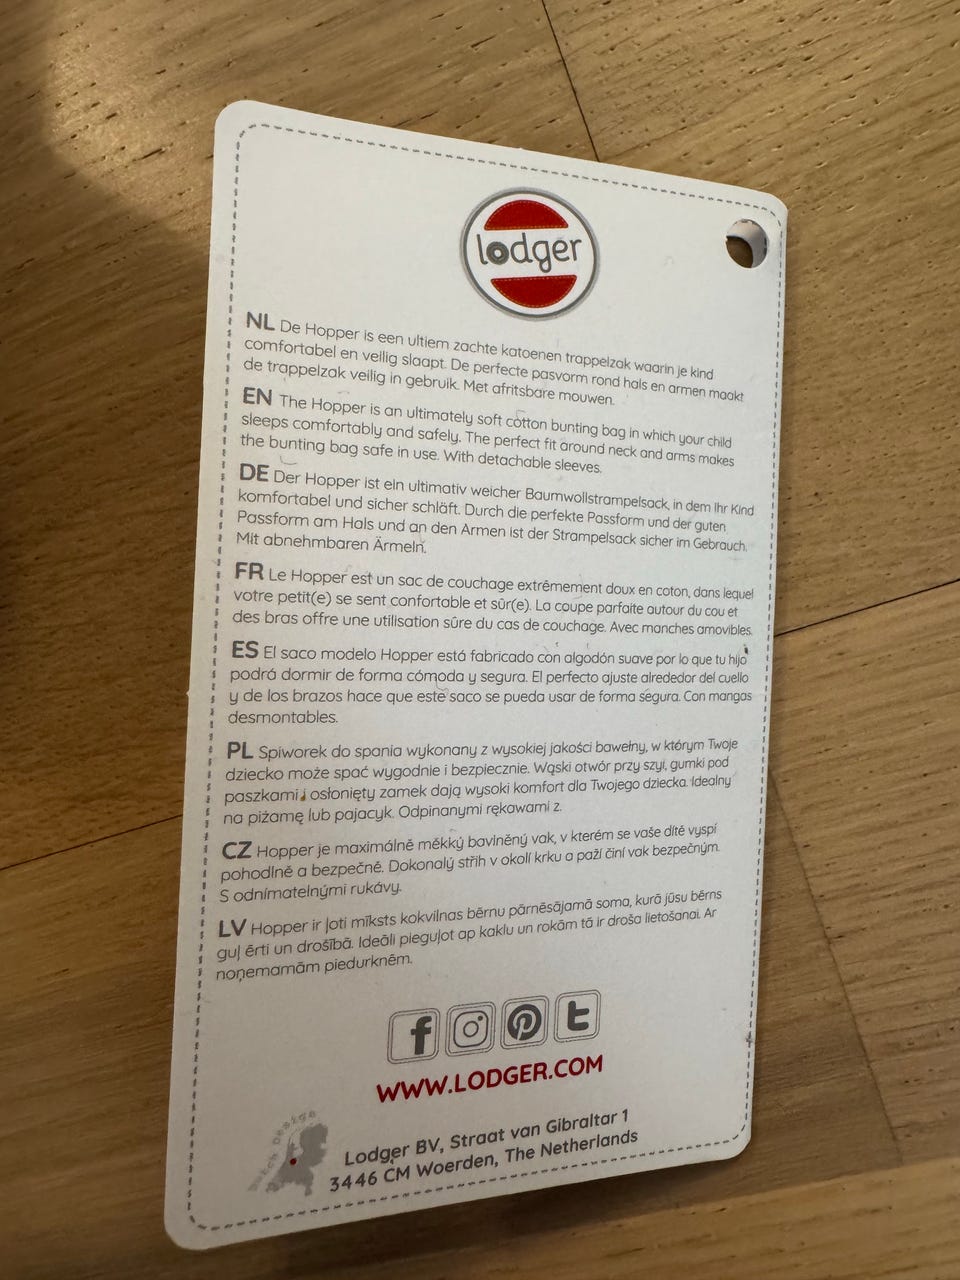 lodger
NL De Hopper is een ultiem zachte katoenen trappelzak waarin je kind
comfortabel en veilig slaapt. De perfecte pasvorm rond hals en armen maakt
de trappelzak veilig in gebruik. Met afritsbare mouwen.
EN The Hopper is an ultimately soft cotton bunting bag in which your child
sleeps comfortably and safely. The perfect fit around neck and arms makes
the bunting bag safe in use. With detachable sleeves.
DE Der Hopper ist ein ultimativ weicher Baumwollstrampelsack, in dem Ihr Kind
komfortabel und sicher schläft. Durch die perfekte Passform und der guten
Passform am Hals und an den Armen ist der Strampelsack sicher im Gebrauch.
Mit abnehmbaren Ärmeln.
FR Le Hopper est un sac de couchage extrêmement doux en coton, dans lequel
votre petit(e) se sent confortable et sûr(e). La coupe parfaite autour du cou et
des bras offre une utilisation sûre du cas de couchage. Avec manches amovibles.
ES El saco modelo Hopper está fabricado con algodón suave por lo que tu hijo
podrá dormir de forma cómoda y segura. El perfecto ajuste alrededor del cuello
y de los brazos hace que este saco se pueda usar de forma segura. Con mangas
desmontables.
PL Spiworek do spania wykonany z wysokiej jakości bawełny, w którym Twoje
dziecko może spać wygodnie i bezpiecznie. Wąski otwór przy szyi, gumki pod
paszkami i osłonięty zamek dają wysoki komfort dla Twojego dziecka. Idealny
na piżamę lub pajacyk. Odpinanymi rękawami z.
CZ Hopper je maximálně měkký bavlněný vak, v kterém se vaše dítě vyspí
pohodlně a bezpečně. Dokonalý střih v okolí krku a paží činí vak bezpečným.
S odnímatelnými rukávy.
LV Hopper ir ļoti mīksts kokvilnas bērnu pārnēsājamā soma, kurā jūsu bērns
guļ ērti un drošībā. Ideāli pieguļot ap kaklu un rokām tā ir droša lietošanai. Ar
noņemamām piedurknēm.
WWW.LODGER.COM
Dutch Design
Lodger BV, Straat van Gibraltar 1
3446 CM Woerden, The Netherlands